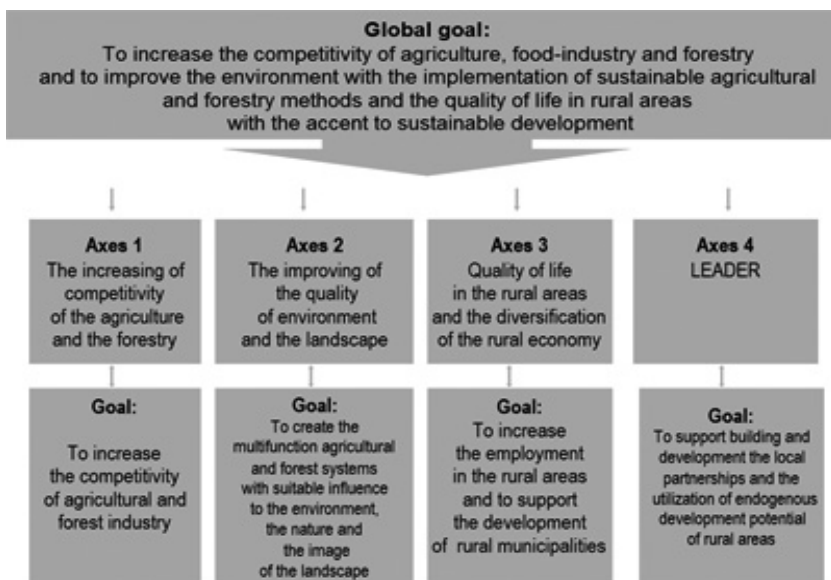 Global goal:
To increase the competitivity of agriculture, food-industry and forestry
and to improve the environment with the implementation of sustainable agricultural
and forestry methods and the quality of life in rural areas
with the accent to sustainable development
Axes 1
The increasing of
competitivity
of the agriculture
and the forestry
Axes 2
The improving of
the quality
of environment
and the landscape
Axes 3
Quality of life
in the rural areas
and the diversification
of the rural economy
Axes 4
LEADER
Goal:
To increase
the competitivity
of agricultural and
forest industry
Goal:
To create the
multifunction agricultural
and forest systems
with suitable influence
to the environment,
the nature and
the image
of the landscape
Goal:
To increase
the employment
in the rural areas
and to support
the development
of rural municipalities
Goal:
To support building and
development the local
partnerships and the
utilization of endogenous
development potential
of rural areas